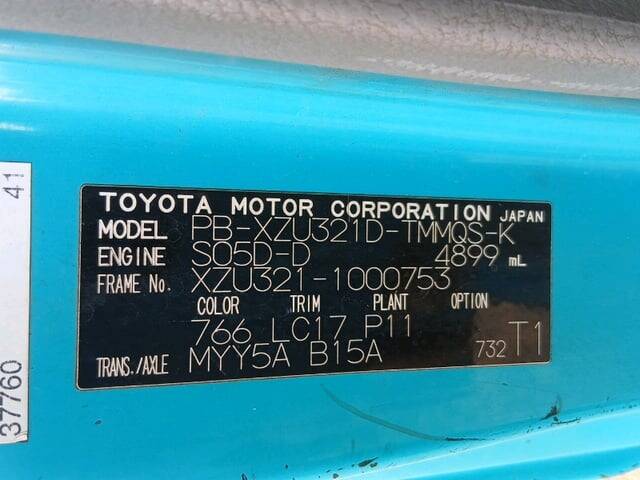 TOYOTA MOTOR CORPORATION JAPAN
MODEL PB-XZU321D-TMMQS-K
ENGINE S05D-D 4899 mL
FRAME No. XZU321-1000753
COLOR TRIM PLANT OPTION
766 LC17 P11
TRANS./AXLE MYY5A B15A 732 T1
37760 41